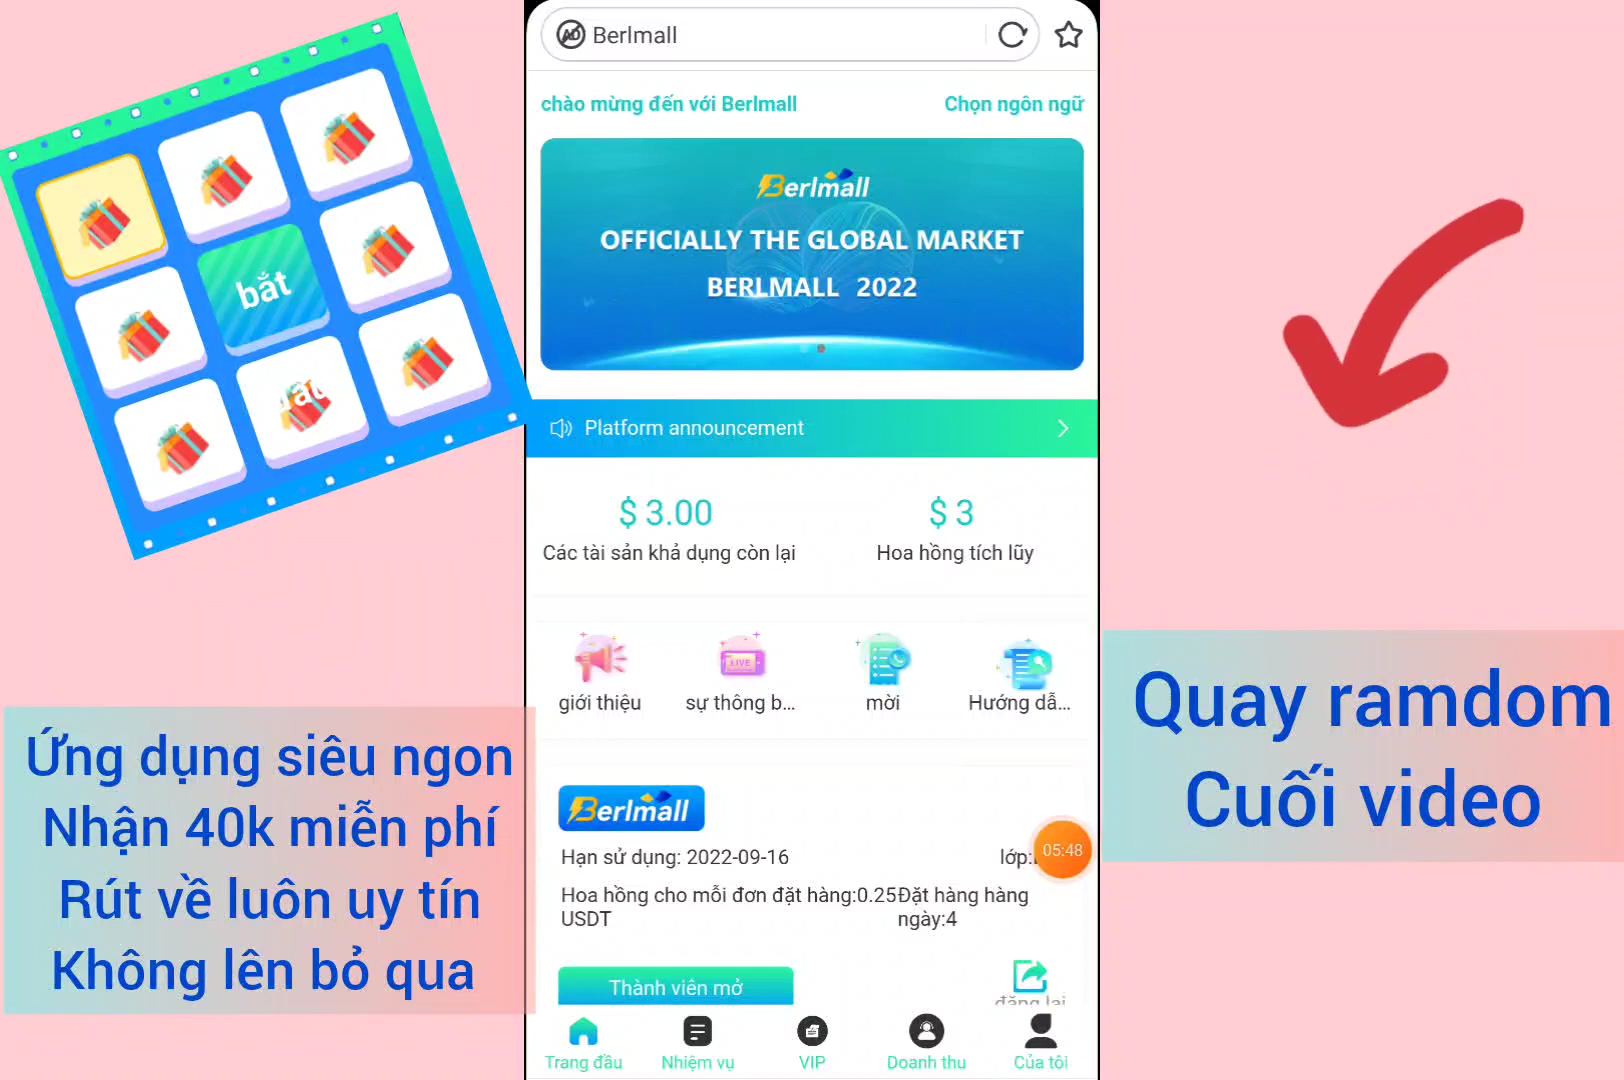 Berlmall
chào mừng đến với Berlmall
Chọn ngôn ngữ
Berlmall
OFFICIALLY THE GLOBAL MARKET
BERLMALL 2022
bắt
Platform announcement
$ 3.00
$ 3
Các tài sản khả dụng còn lại
Hoa hồng tích lũy
LIVE
giới thiệu
sự thông b...
mời
Hướng dẫ...
Ứng dụng siêu ngon
Nhận 40k miễn phí
Rút về luôn uy tín
Không lên bỏ qua
Quay ramdom
Cuối video
Berlmall
Hạn sử dụng: 2022-09-16
lớp:
05:48
Hoa hồng cho mỗi đơn đặt hàng:0.25
USDT
Đặt hàng hàng
ngày:4
Thành viên mở
Trang đầu
Nhiệm vụ
VIP
Doanh thu
Của tôi